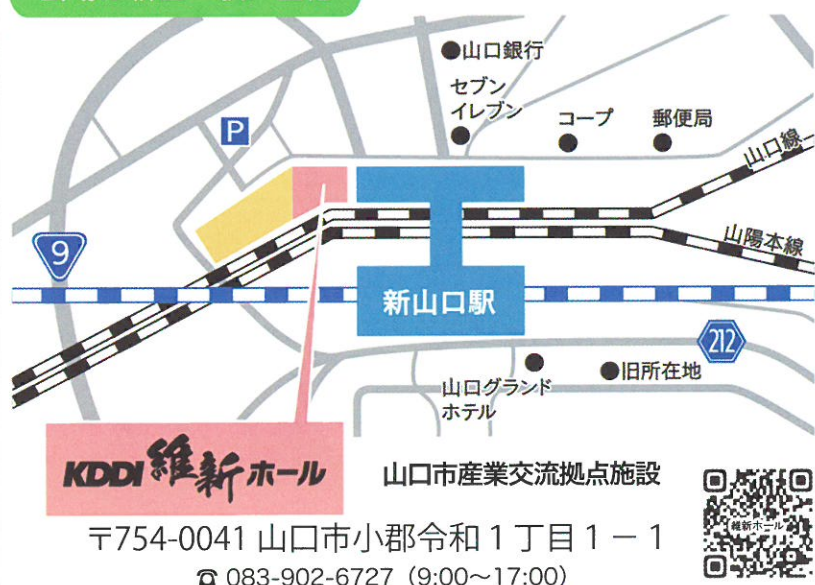 山口銀行
セブン
イレブン
コープ
郵便局
P
山口線
山陽本線
9
新山口駅
212
山口グランド
ホテル
旧所在地
KDDI 維新ホール
山口市産業交流拠点施設
維新ホール
〒754-0041 山口市小郡令和1丁目1－1
☎ 083-902-6727（9:00～17:00）